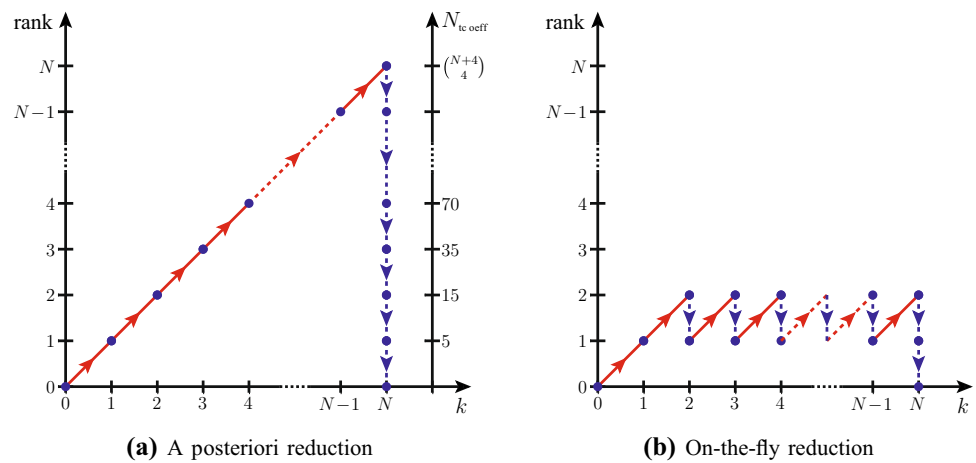 rank
N_tc oeff
N
(N+4 4)
N−1
4
70
3
35
2
15
1
5
0
0 1 2 3 4 N−1 N k
(a) A posteriori reduction
rank
N
N−1
4
3
2
1
0
0 1 2 3 4 N−1 N k
(b) On-the-fly reduction